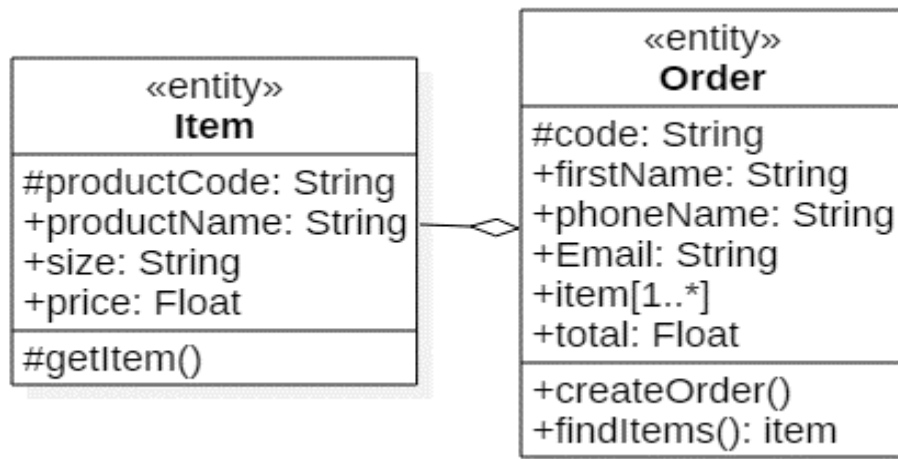 «entity»
Item
#productCode: String
+productName: String
+size: String
+price: Float
#getItem()
«entity»
Order
#code: String
+firstName: String
+phoneName: String
+Email: String
+item[1..*]
+total: Float
+createOrder()
+findItems(): item